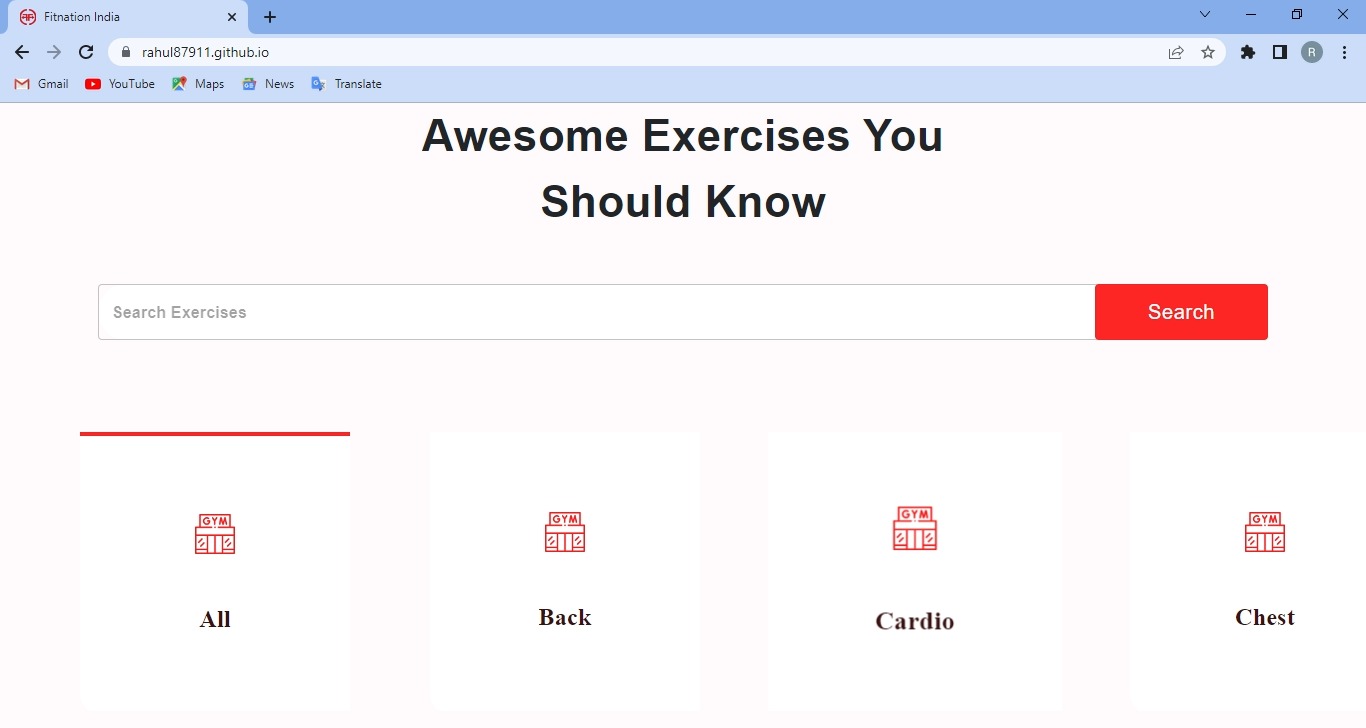 Fitnation India
rahul87911.github.io
R
Gmail YouTube Maps News Translate
Awesome Exercises You
Should Know
Search Exercises Search
GYM GYM GYM GYM
All Back Cardio Chest